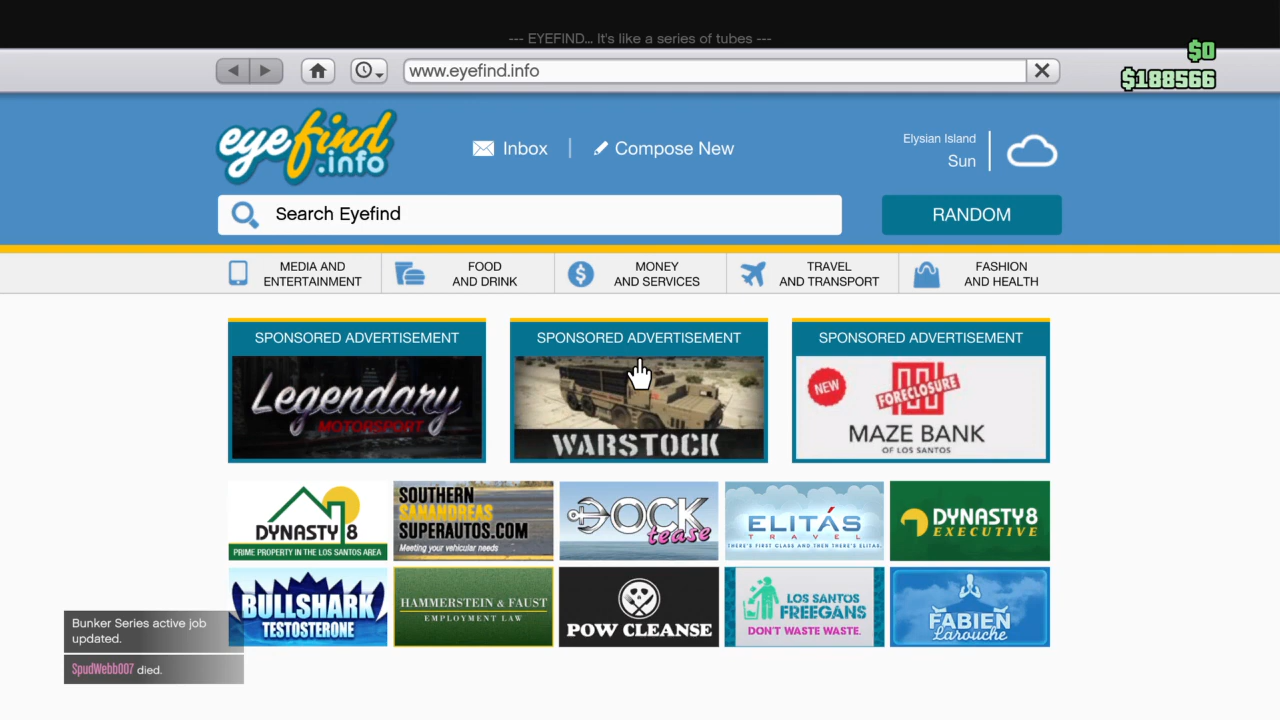 --- EYEFIND... It's like a series of tubes ---
$0
www.eyefind.info
$188566
eyefind
.info
Inbox
Compose New
Elysian Island
Sun
Search Eyefind
RANDOM
MEDIA AND
ENTERTAINMENT
FOOD
AND DRINK
MONEY
AND SERVICES
TRAVEL
AND TRANSPORT
FASHION
AND HEALTH
SPONSORED ADVERTISEMENT
Legendary
MOTORSPORT
SPONSORED ADVERTISEMENT
WARSTOCK
SPONSORED ADVERTISEMENT
NEW
FORECLOSURE
MAZE BANK
OF LOS SANTOS
DYNASTY 8
PRIME PROPERTY IN THE LOS SANTOS AREA
SOUTHERN
SANANDREAS
SUPERAUTOS.COM
Meeting your vehicular needs
DOCK
tease
ELITÁS
TRAVEL
THERE'S FIRST CLASS AND THEN THERE'S ELITAS.
DYNASTY 8
EXECUTIVE
BULLSHARK
TESTOSTERONE
HAMMERSTEIN & FAUST
EMPLOYMENT LAW
POW CLEANSE
LOS SANTOS
FREEGANS
DON'T WASTE WASTE.
FABIEN
Larouche
Bunker Series active job
updated.
SpudWebb007 died.